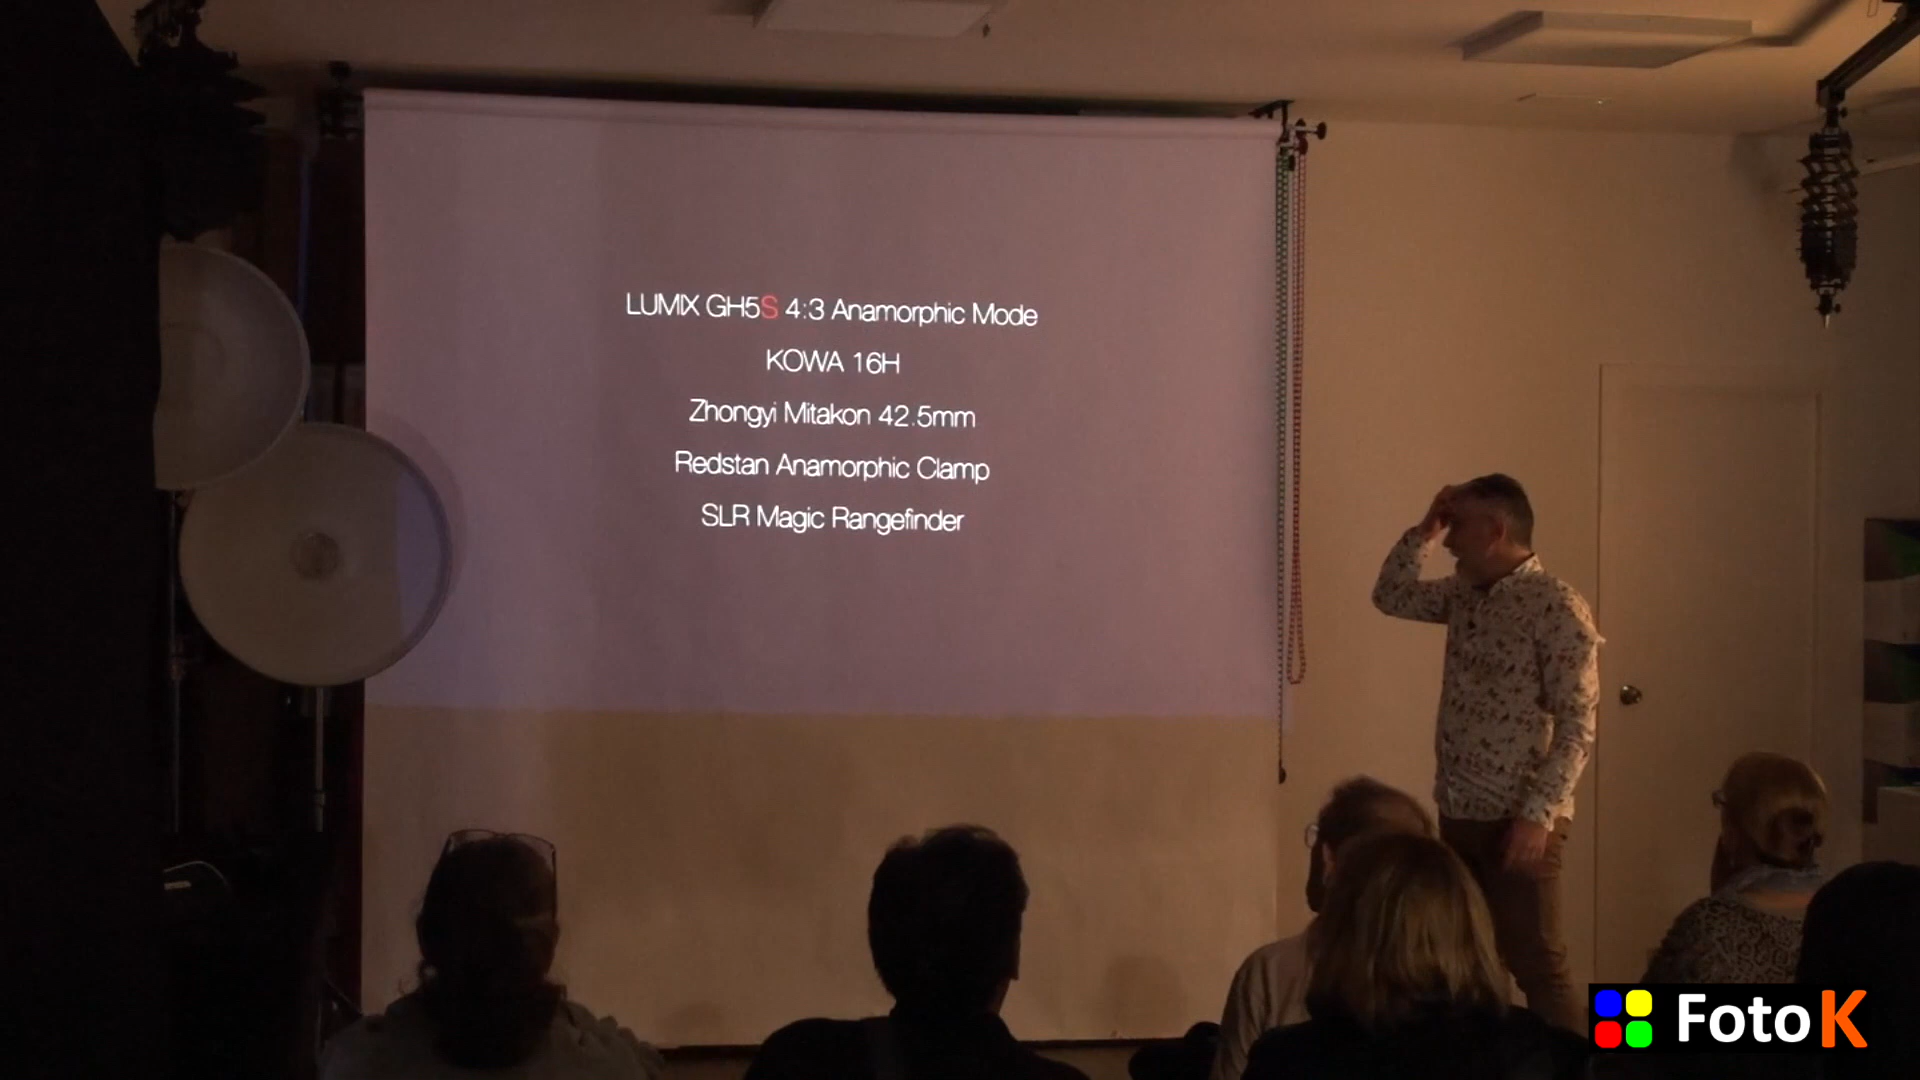 LUMIX GH5S 4:3 Anamorphic Mode
KOWA 16H
Zhongyi Mitakon 42.5mm
Redstan Anamorphic Clamp
SLR Magic Rangefinder
FotoK